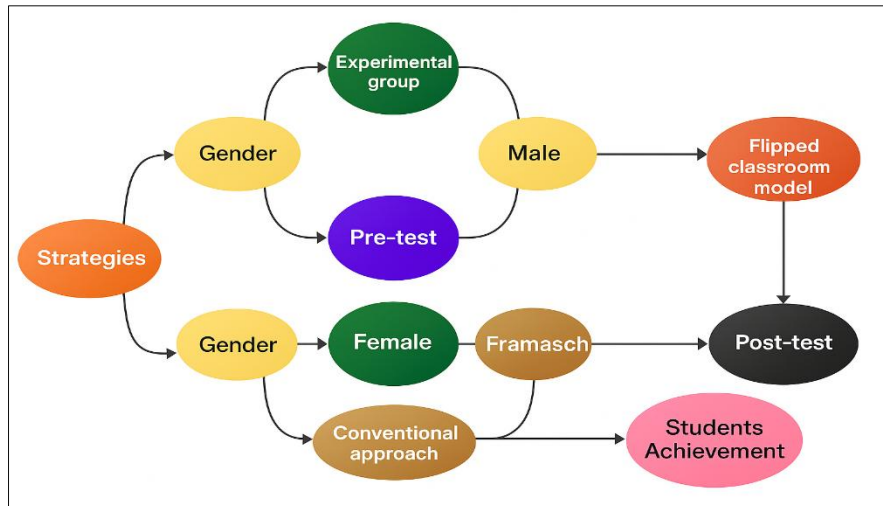 Experimental
group
Gender
Male
Flipped
classroom
model
Pre-test
Strategies
Gender
Female
Framasch
Post-test
Conventional
approach
Students
Achievement